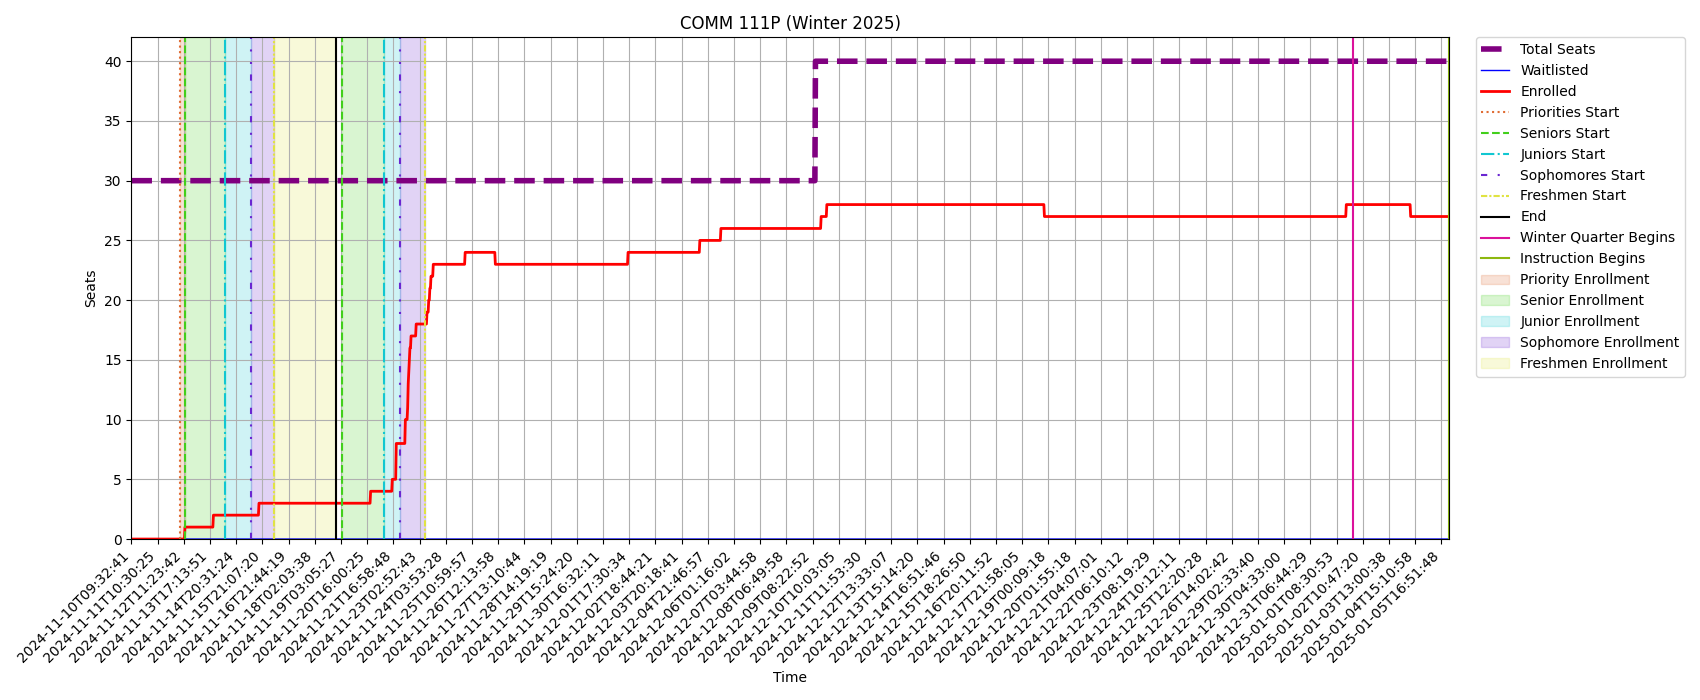 COMM 111P (Winter 2025)
Seats
40
35
30
25
20
15
10
5
0
2024-11-10T09:32:41
2024-11-11T10:30:25
2024-11-12T11:23:42
2024-11-13T17:13:51
2024-11-14T20:31:24
2024-11-15T21:07:20
2024-11-16T21:44:19
2024-11-18T02:03:38
2024-11-19T03:05:27
2024-11-20T16:00:25
2024-11-21T16:58:48
2024-11-23T02:52:43
2024-11-24T03:53:28
2024-11-25T10:59:57
2024-11-26T12:13:58
2024-11-27T13:10:44
2024-11-28T14:19:19
2024-11-29T15:24:20
2024-11-30T16:32:11
2024-12-01T17:30:34
2024-12-02T18:44:21
2024-12-03T20:18:41
2024-12-04T21:46:57
2024-12-06T01:16:02
2024-12-07T03:44:58
2024-12-08T06:49:58
2024-12-09T08:22:52
2024-12-10T10:03:05
2024-12-11T11:53:30
2024-12-12T13:33:07
2024-12-13T15:14:20
2024-12-14T16:51:46
2024-12-15T18:26:50
2024-12-16T20:11:52
2024-12-17T21:58:05
2024-12-19T00:09:18
2024-12-20T01:55:18
2024-12-21T04:07:01
2024-12-22T06:10:12
2024-12-23T08:19:29
2024-12-24T10:12:11
2024-12-25T12:20:28
2024-12-26T14:02:42
2024-12-29T02:33:40
2024-12-30T04:33:00
2024-12-31T06:44:29
2025-01-01T08:30:53
2025-01-02T10:47:20
2025-01-03T13:00:38
2025-01-04T15:10:58
2025-01-05T16:51:48
Time
Total Seats
Waitlisted
Enrolled
Priorities Start
Seniors Start
Juniors Start
Sophomores Start
Freshmen Start
End
Winter Quarter Begins
Instruction Begins
Priority Enrollment
Senior Enrollment
Junior Enrollment
Sophomore Enrollment
Freshmen Enrollment